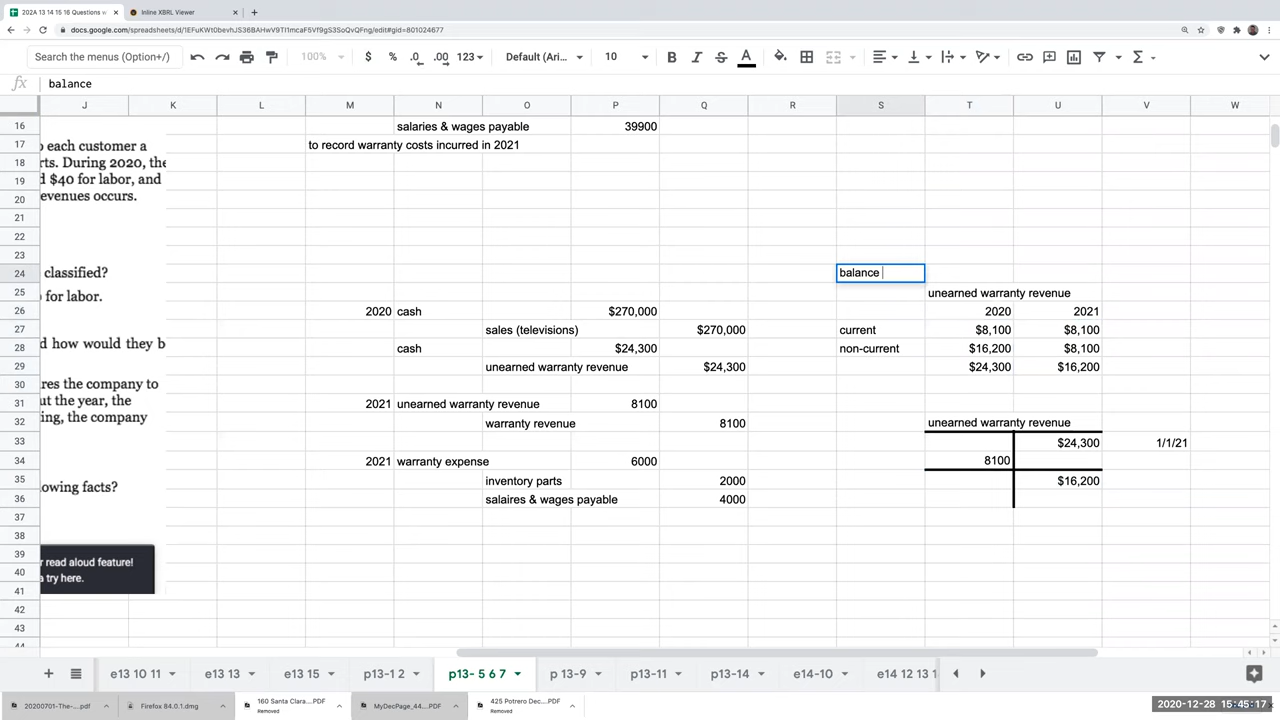 202A 13 14 15 16 Questions w
Inline XBRL Viewer
docs.google.com/spreadsheets/d/1EFuKWt0bevhJS36BAHwV9TI1mcaF5Vf9gS3SoQvQFng/edit#gid=801024677
Search the menus (Option+/)
100%
$ % .0 .00 123
Default (Ari...
10
B I S A
fx balance
J K L M N O P Q R S T U V W
16 salaries & wages payable 39900
17 to record warranty costs incurred in 2021
o each customer a
18 rts. During 2020, the
19 d $40 for labor, and
20 evenues occurs.
21
22
23
24 classified? balance
25 for labor. unearned warranty revenue
26 2020 cash $270,000 2020 2021
27 sales (televisions) $270,000 current $8,100 $8,100
28 d how would they b cash $24,300 non-current $16,200 $8,100
29 unearned warranty revenue $24,300 $24,300 $16,200
30 res the company to
31 ut the year, the 2021 unearned warranty revenue 8100
32 ing, the company warranty revenue 8100 unearned warranty revenue
33 $24,300 1/1/21
34 2021 warranty expense 6000 8100
35 inventory parts 2000 $16,200
36 owing facts? salaires & wages payable 4000
37
38
39
r read aloud feature!
40 a try here.
41
42
43
44
e13 10 11 e13 13 e13 15 p13-1 2 p13- 5 6 7 p 13-9 p13-11 p13-14 e14-10 e14 12 13 1
20200701-The-....pdf
Firefox 84.0.1.dmg
160 Santa Clara....PDF
Removed
MyDecPage_44....PDF
425 Potrero Dec....PDF
Removed
2020-12-28 15:45:17